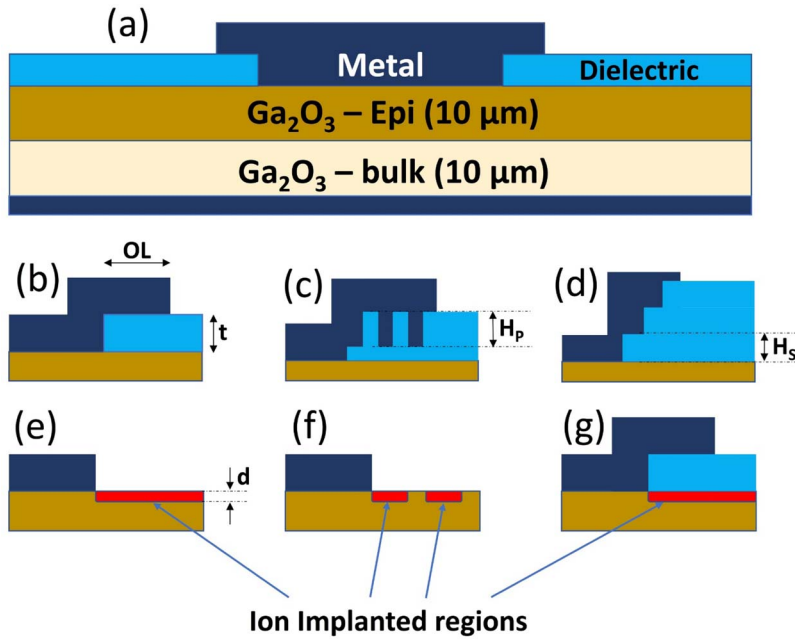 (a)
Metal
Dielectric
Ga₂O₃ – Epi (10 μm)
Ga₂O₃ – bulk (10 μm)
(b)
OL
t
(c)
Hₚ
(d)
Hₛ
(e)
d
(f)
(g)
Ion Implanted regions